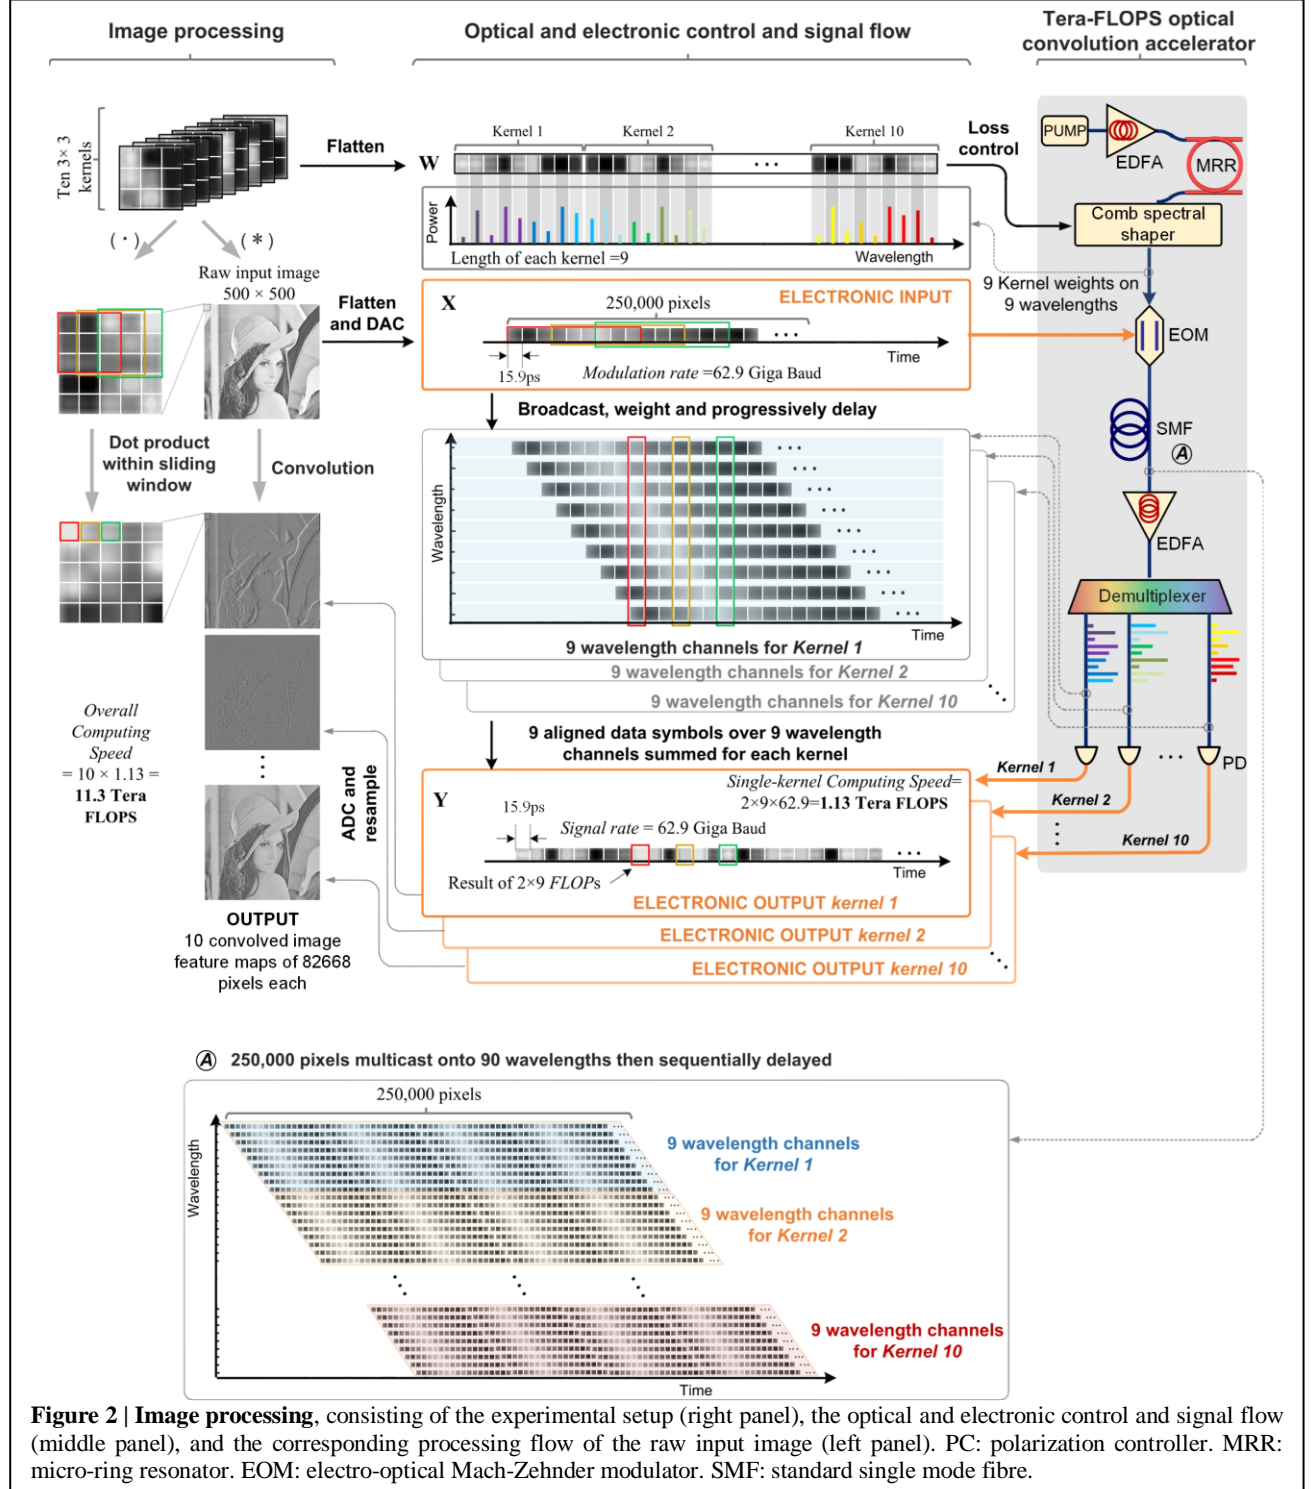 Image processing
Optical and electronic control and signal flow
Tera-FLOPS optical
convolution accelerator
Ten 3× 3
kernels
Flatten
W
Kernel 1
Kernel 2
Kernel 10
Loss
control
PUMP
EDFA
MRR
Comb spectral
shaper
Power
Length of each kernel =9
Wavelength
9 Kernel weights on
9 wavelengths
( · )
( * )
Raw input image
500 × 500
Flatten
and DAC
X
250,000 pixels
ELECTRONIC INPUT
Time
15.9ps
Modulation rate =62.9 Giga Baud
EOM
Broadcast, weight and progressively delay
SMF
A
EDFA
Dot product
within sliding
window
Convolution
Wavelength
Time
9 wavelength channels for Kernel 1
9 wavelength channels for Kernel 2
9 wavelength channels for Kernel 10
Demultiplexer
Overall
Computing
Speed
= 10 × 1.13 =
11.3 Tera
FLOPS
9 aligned data symbols over 9 wavelength
channels summed for each kernel
PD
Kernel 1
Kernel 2
Kernel 10
ADC and
resample
Y
Single-kernel Computing Speed=
2×9×62.9=1.13 Tera FLOPS
15.9ps
Signal rate = 62.9 Giga Baud
Time
Result of 2×9 FLOPs
ELECTRONIC OUTPUT kernel 1
ELECTRONIC OUTPUT kernel 2
ELECTRONIC OUTPUT kernel 10
OUTPUT
10 convolved image
feature maps of 82668
pixels each
A 250,000 pixels multicast onto 90 wavelengths then sequentially delayed
250,000 pixels
Wavelength
9 wavelength channels
for Kernel 1
9 wavelength channels
for Kernel 2
9 wavelength channels
for Kernel 10
Time
Figure 2 | Image processing, consisting of the experimental setup (right panel), the optical and electronic control and signal flow
(middle panel), and the corresponding processing flow of the raw input image (left panel). PC: polarization controller. MRR:
micro-ring resonator. EOM: electro-optical Mach-Zehnder modulator. SMF: standard single mode fibre.